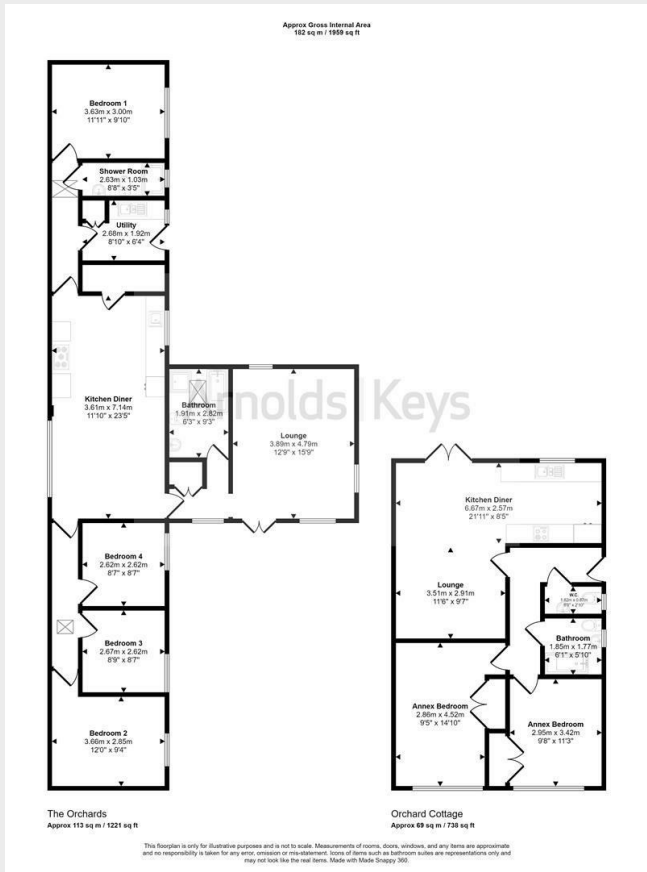 Approx Gross Internal Area
182 sq m / 1959 sq ft
Bedroom 1
3.63m x 3.00m
11'11" x 9'10"
Shower Room
2.63m x 1.03m
8'8" x 3'5"
Utility
2.68m x 1.92m
8'10" x 6'4"
Kitchen Diner
3.61m x 7.14m
11'10" x 23'5"
Bathroom
1.91m x 2.82m
6'3" x 9'3"
Lounge
3.89m x 4.79m
12'9" x 15'9"
Keys
Bedroom 4
2.62m x 2.62m
8'7" x 8'7"
Bedroom 3
2.67m x 2.62m
8'9" x 8'7"
Bedroom 2
3.66m x 2.85m
12'0" x 9'4"
Kitchen Diner
6.67m x 2.57m
21'11" x 8'5"
Lounge
3.51m x 2.91m
11'6" x 9'7"
W.C
Bathroom
1.85m x 1.77m
6'1" x 5'10"
Annex Bedroom
2.86m x 4.52m
9'5" x 14'10"
Annex Bedroom
2.95m x 3.42m
9'8" x 11'3"
The Orchards
Approx 113 sq m / 1221 sq ft
Orchard Cottage
Approx 69 sq m / 738 sq ft
This floorplan is only for illustrative purposes and is not to scale. Measurements of rooms, doors, windows, and any items are approximate
and no responsibility is taken for any error, omission or mis-statement. Icons of items such as bathroom suites are representations only and
may not look like the real items. Made with Made Snappy 360.